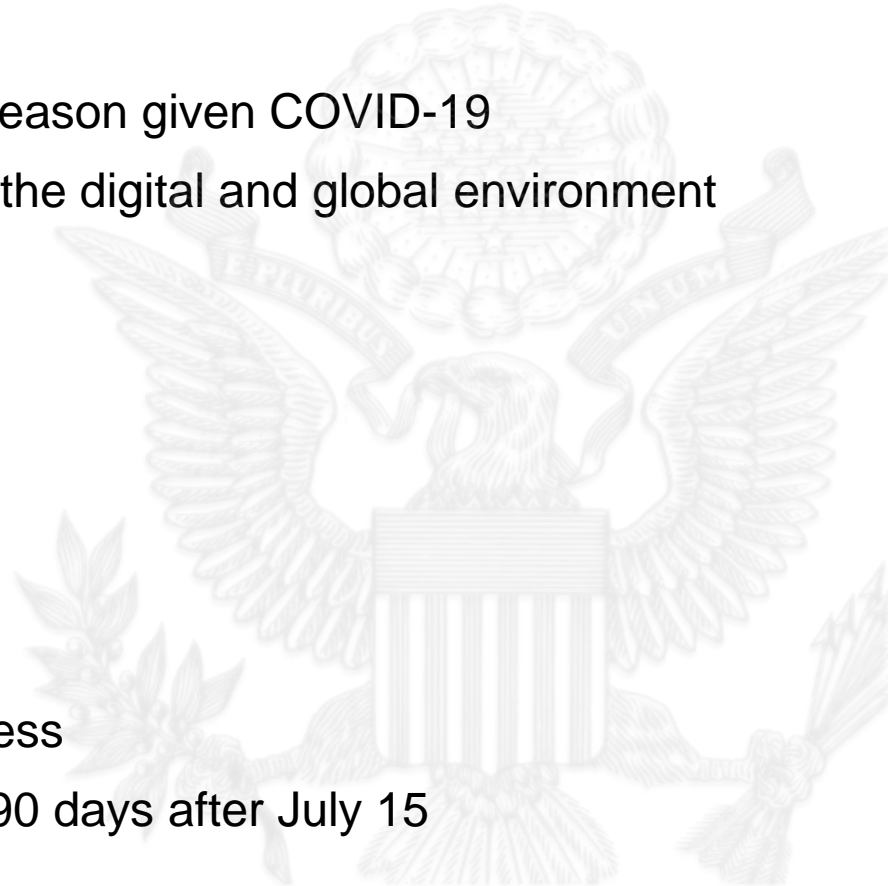 eason given COVID-19
the digital and global environment
E PLURIBUS UNUM
ess
90 days after July 15